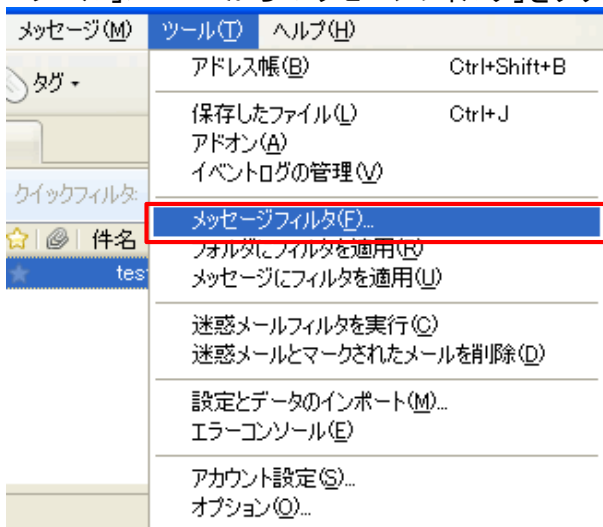 メッセージ(M) ツール(T) ヘルプ(H)
タグ
アドレス帳(B) Ctrl+Shift+B
保存したファイル(L) Ctrl+J
アドオン(A)
イベントログの管理(V)
クイックフィルタ:
メッセージフィルタ(F)...
件名
フォルダにフィルタを適用(R)
tes
メッセージにフィルタを適用(U)
迷惑メールフィルタを実行(C)
迷惑メールとマークされたメールを削除(D)
設定とデータのインポート(M)...
エラーコンソール(E)
アカウント設定(S)...
オプション(O)...